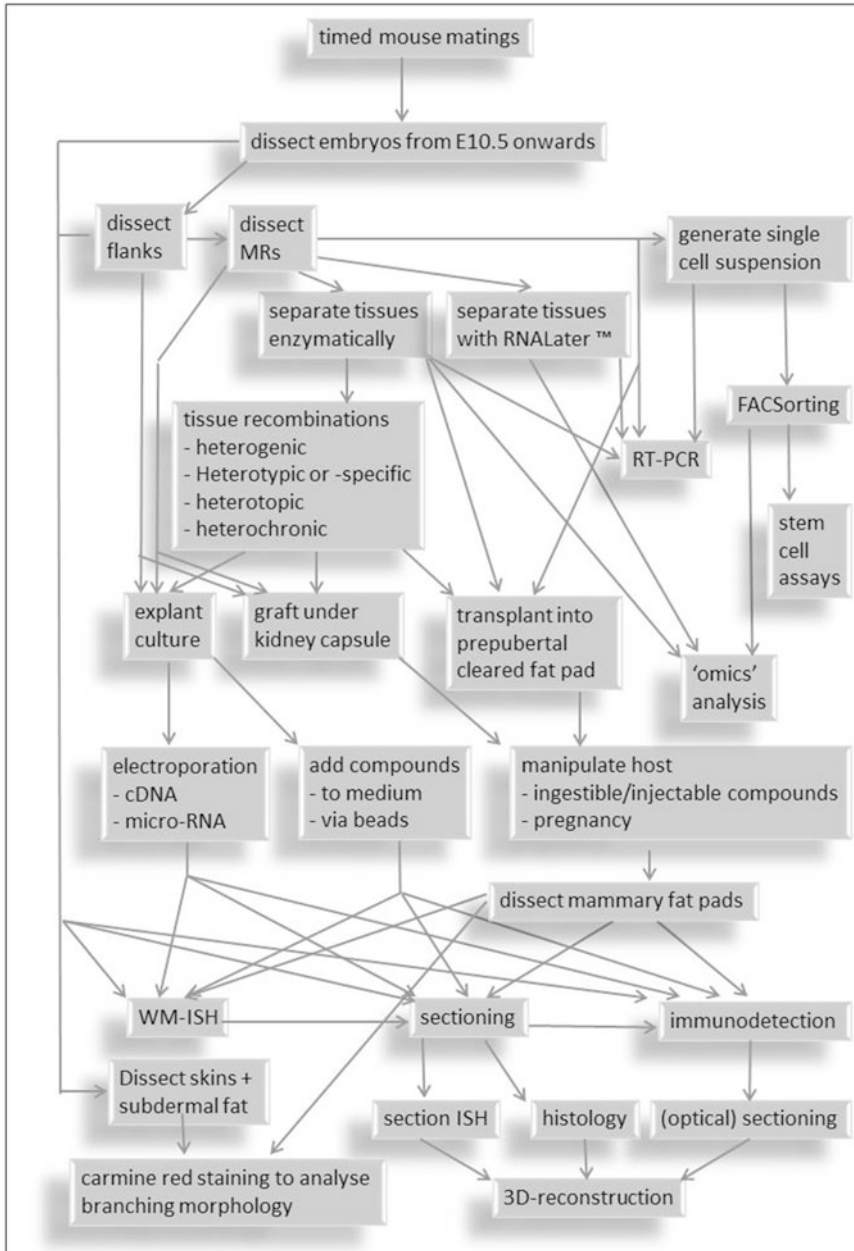 timed mouse matings
dissect embryos from E10.5 onwards
dissect
flanks
dissect
MRs
generate single
cell suspension
separate tissues
enzymatically
separate tissues
with RNALater ™
FACSorting
tissue recombinations
- heterogenic
- Heterotypic or -specific
- heterotopic
- heterochronic
RT-PCR
stem
cell
assays
explant
culture
graft under
kidney capsule
transplant into
prepubertal
cleared fat pad
‘omics’
analysis
electroporation
- cDNA
- micro-RNA
add compounds
- to medium
- via beads
manipulate host
- ingestible/injectable compounds
- pregnancy
dissect mammary fat pads
WM-ISH
sectioning
immunodetection
Dissect skins +
subdermal fat
section ISH
histology
(optical) sectioning
carmine red staining to analyse
branching morphology
3D-reconstruction